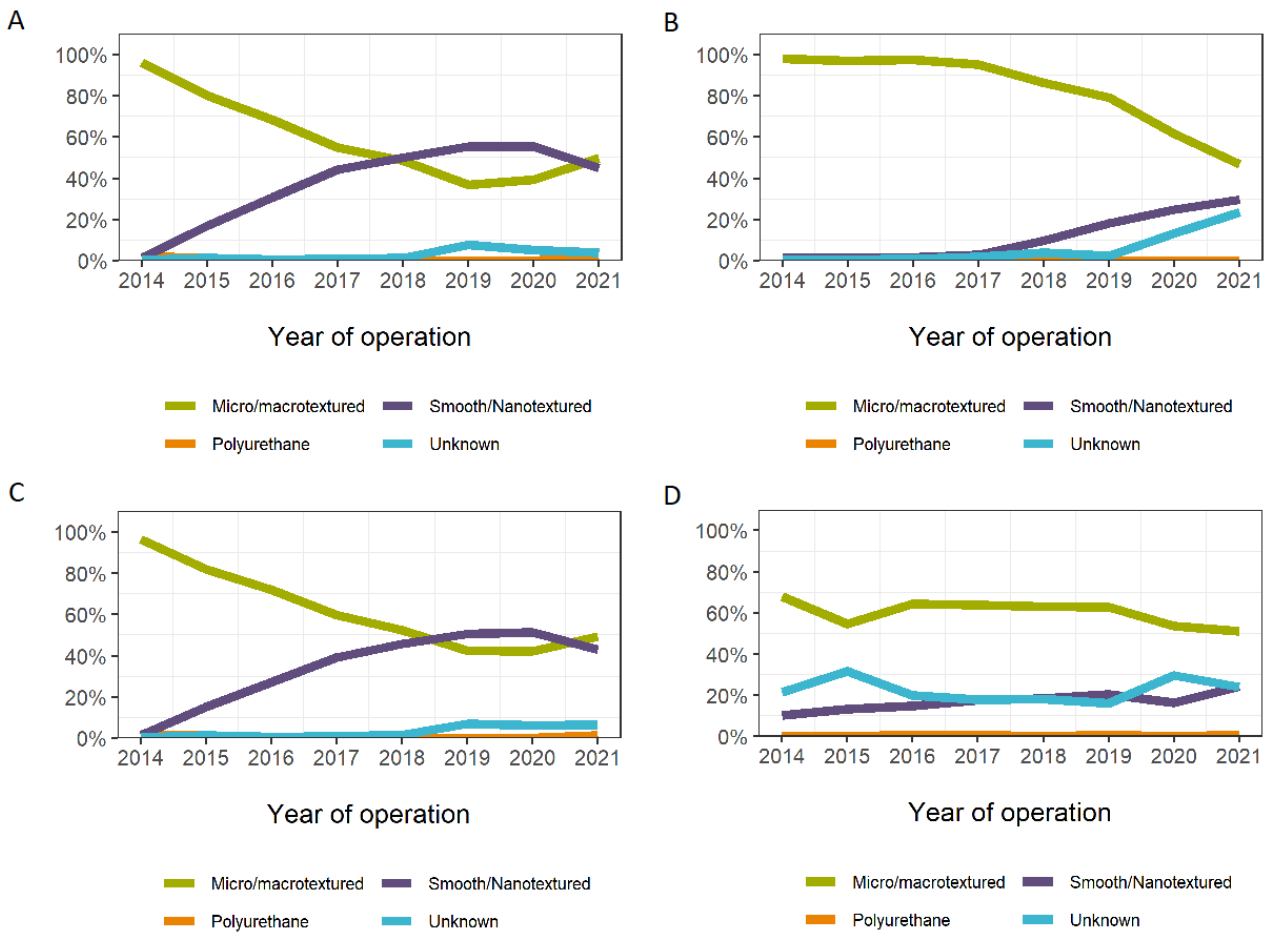 A
100%
80%
60%
40%
20%
0%
2014 2015 2016 2017 2018 2019 2020 2021
Year of operation
Micro/macrotextured Smooth/Nanotextured
Polyurethane Unknown
B
100%
80%
60%
40%
20%
0%
2014 2015 2016 2017 2018 2019 2020 2021
Year of operation
Micro/macrotextured Smooth/Nanotextured
Polyurethane Unknown
C
100%
80%
60%
40%
20%
0%
2014 2015 2016 2017 2018 2019 2020 2021
Year of operation
Micro/macrotextured Smooth/Nanotextured
Polyurethane Unknown
D
100%
80%
60%
40%
20%
0%
2014 2015 2016 2017 2018 2019 2020 2021
Year of operation
Micro/macrotextured Smooth/Nanotextured
Polyurethane Unknown